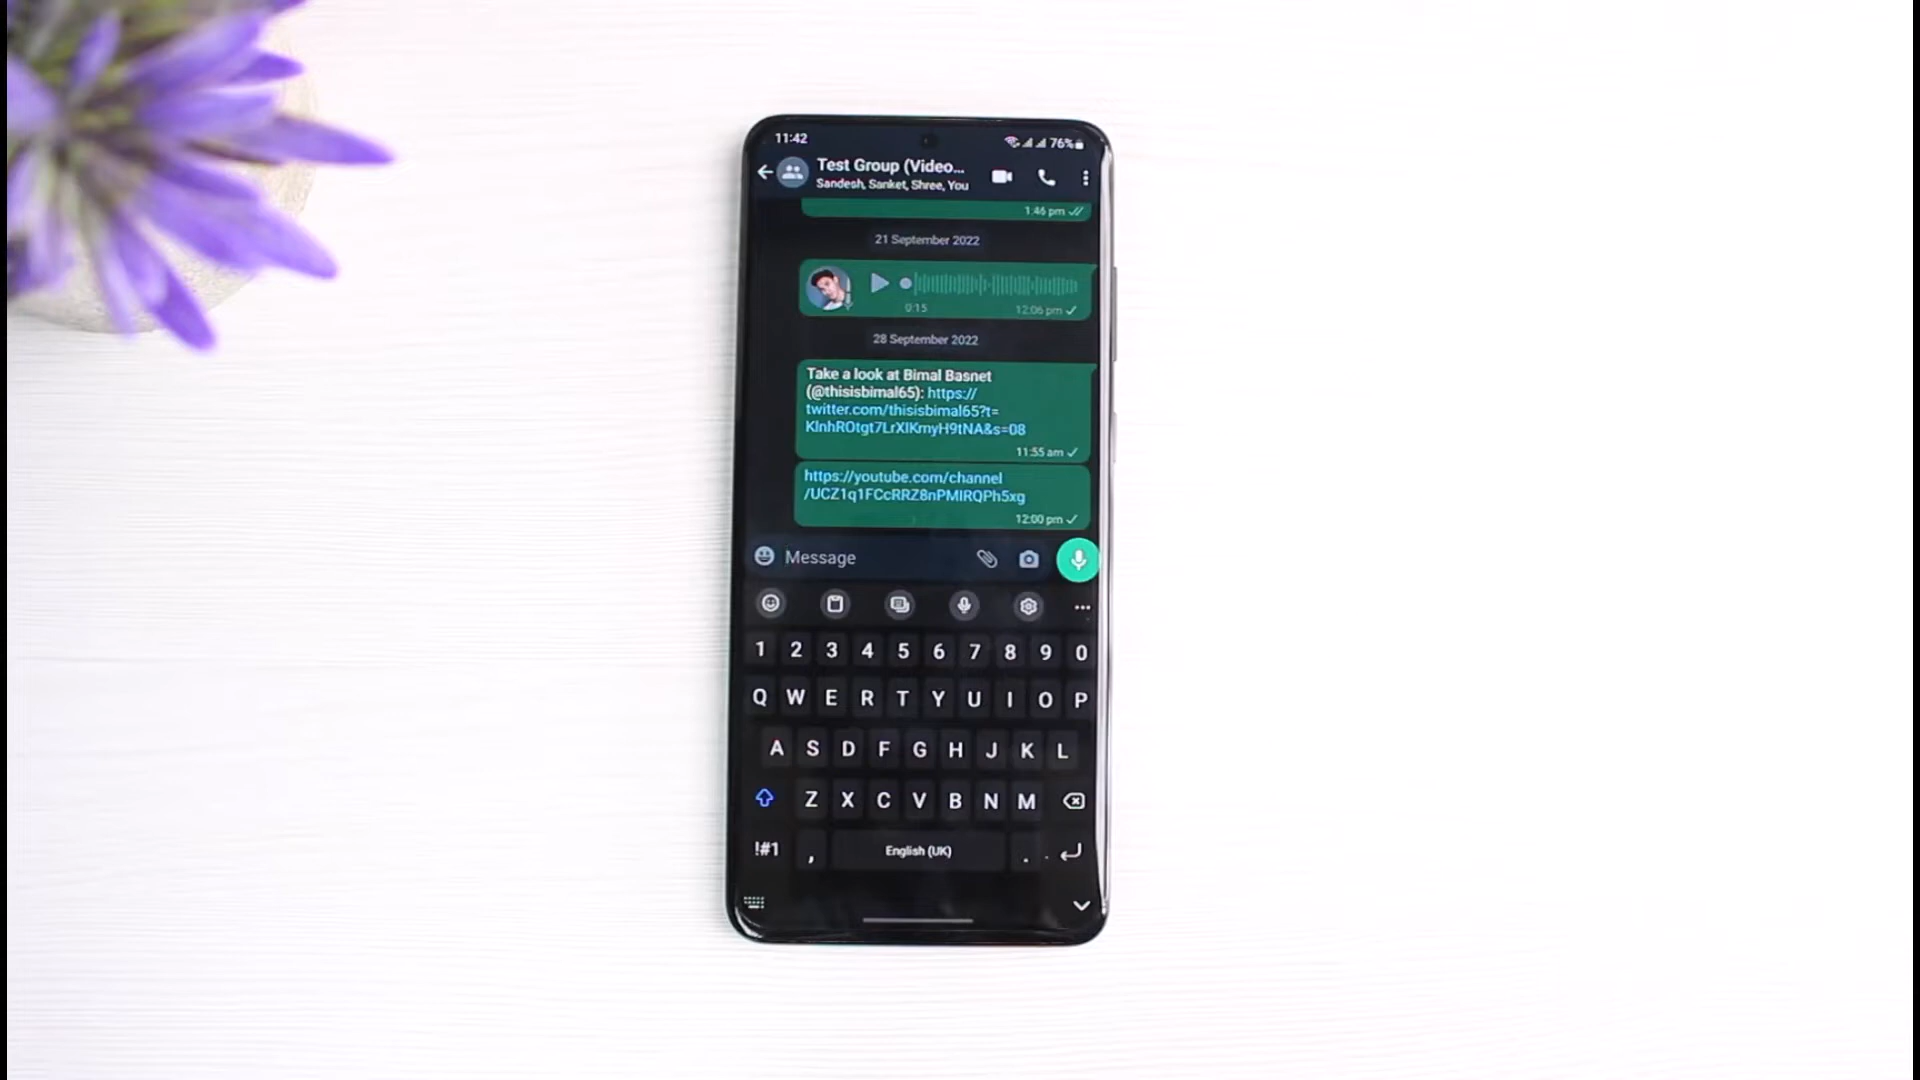 11:42
76%
Test Group (Video...
Sandesh, Sanket, Shree, You
1:46 pm
21 September 2022
0:15
12:06 pm
28 September 2022
Take a look at Bimal Basnet
(@thisisbimal65): https://
twitter.com/thisisbimal65?t=
KlnhROtgt7LrXIKmyH9tNA&s=08
11:55 am
https://youtube.com/channel
/UCZ1q1FCcRRZ8nPMIRQPh5xg
12:00 pm
Message
1 2 3 4 5 6 7 8 9 0
Q W E R T Y U I O P
A S D F G H J K L
Z X C V B N M
!#1 , English (UK) .